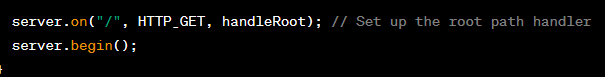 server.on("/", HTTP_GET, handleRoot); // Set up the root path handler
server.begin();
}